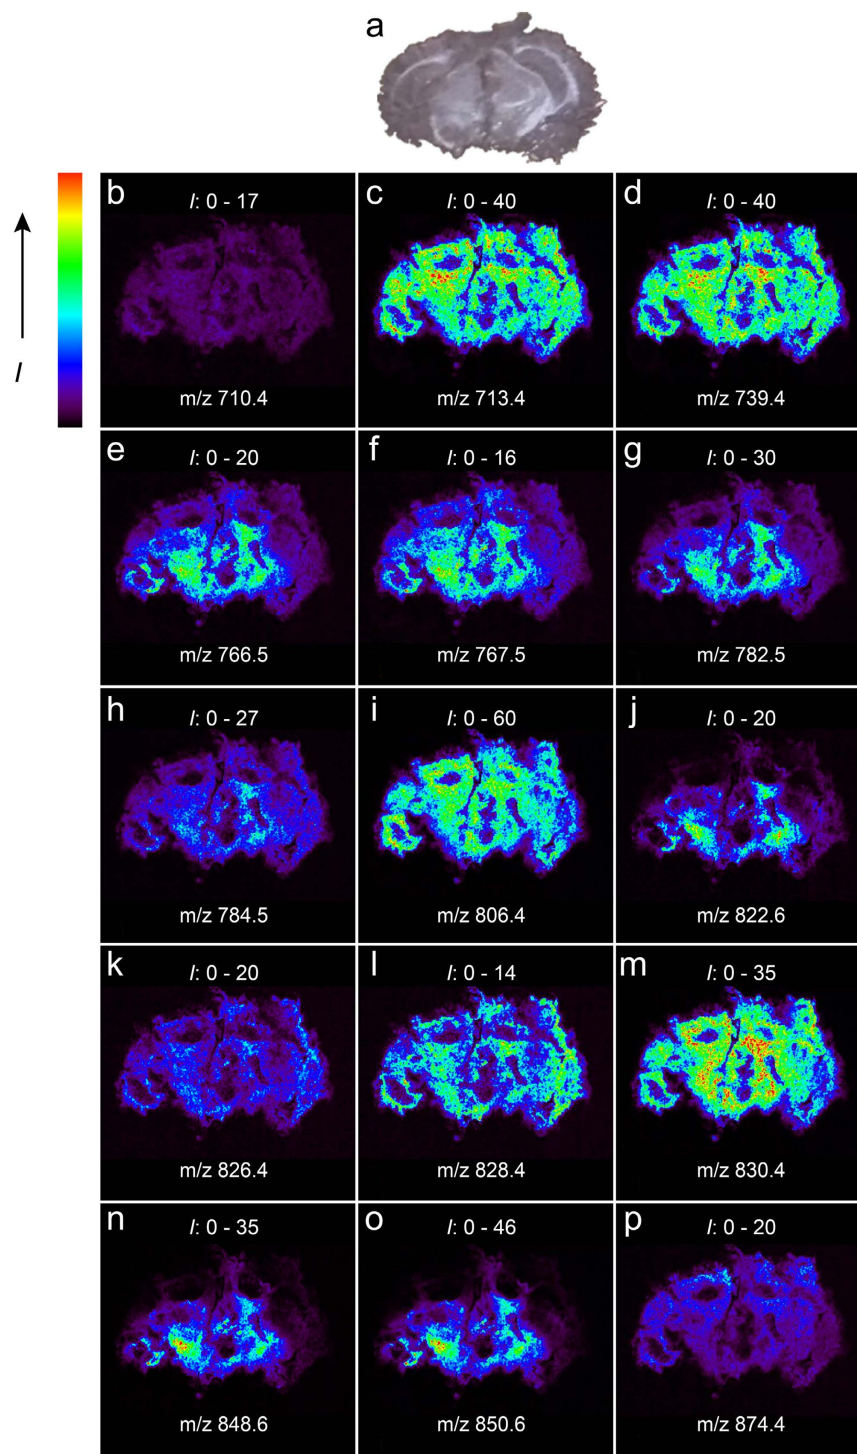 a
b
I: 0 - 17
m/z 710.4
c
I: 0 - 40
m/z 713.4
d
I: 0 - 40
m/z 739.4
I
e
I: 0 - 20
m/z 766.5
f
I: 0 - 16
m/z 767.5
g
I: 0 - 30
m/z 782.5
h
I: 0 - 27
m/z 784.5
i
I: 0 - 60
m/z 806.4
j
I: 0 - 20
m/z 822.6
k
I: 0 - 20
m/z 826.4
l
I: 0 - 14
m/z 828.4
m
I: 0 - 35
m/z 830.4
n
I: 0 - 35
m/z 848.6
o
I: 0 - 46
m/z 850.6
p
I: 0 - 20
m/z 874.4